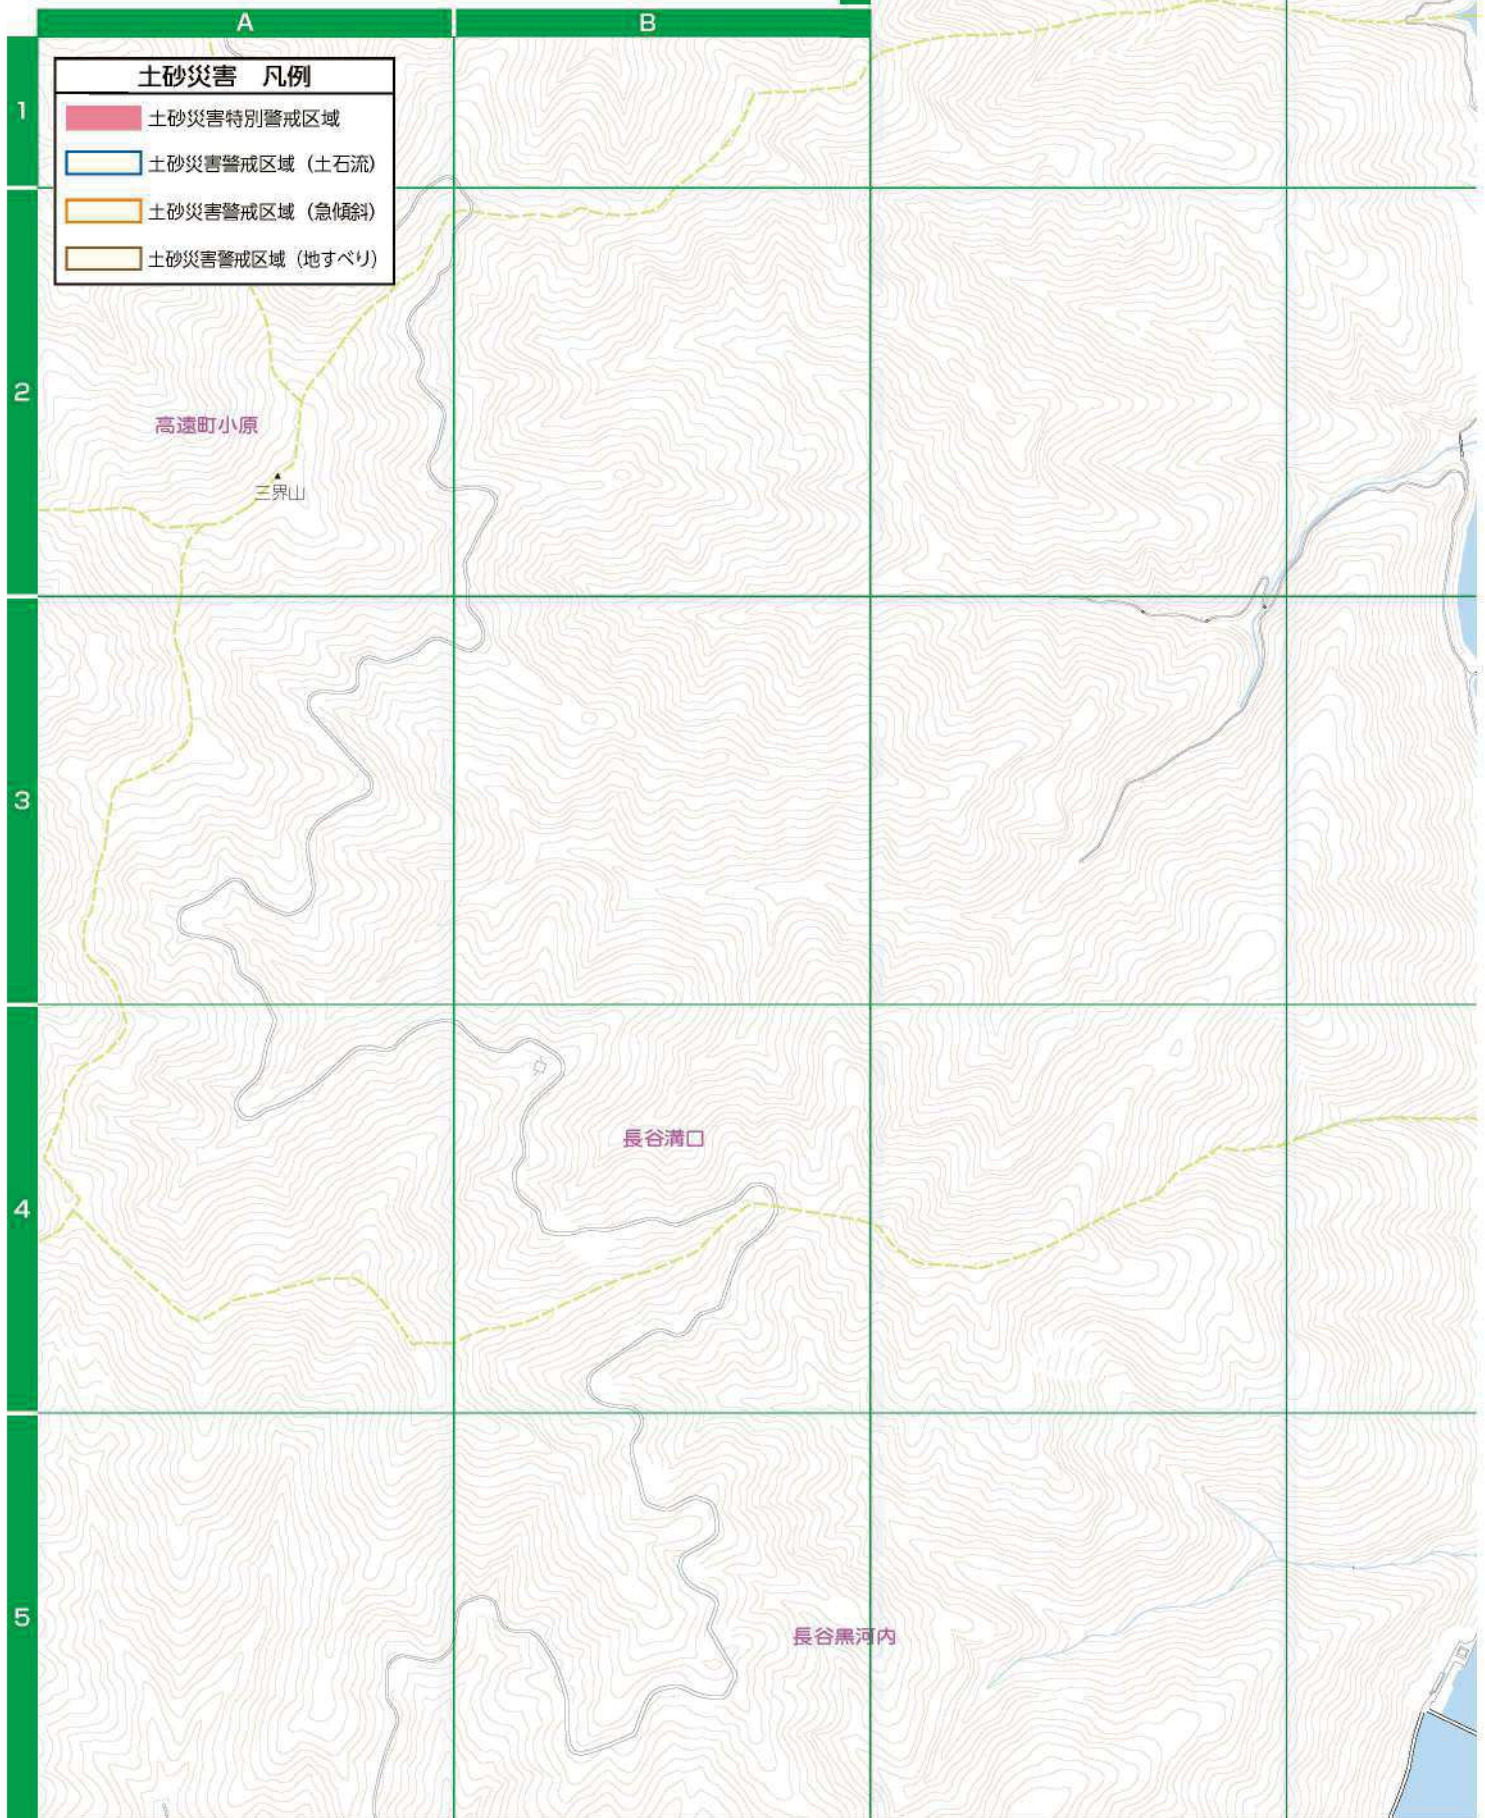 A
B
1
土砂災害 凡例
土砂災害特別警戒区域
土砂災害警戒区域（土石流）
土砂災害警戒区域（急傾斜）
土砂災害警戒区域（地すべり）
2
高遠町小原
三界山
3
長谷溝口
4
5
長谷黒河内